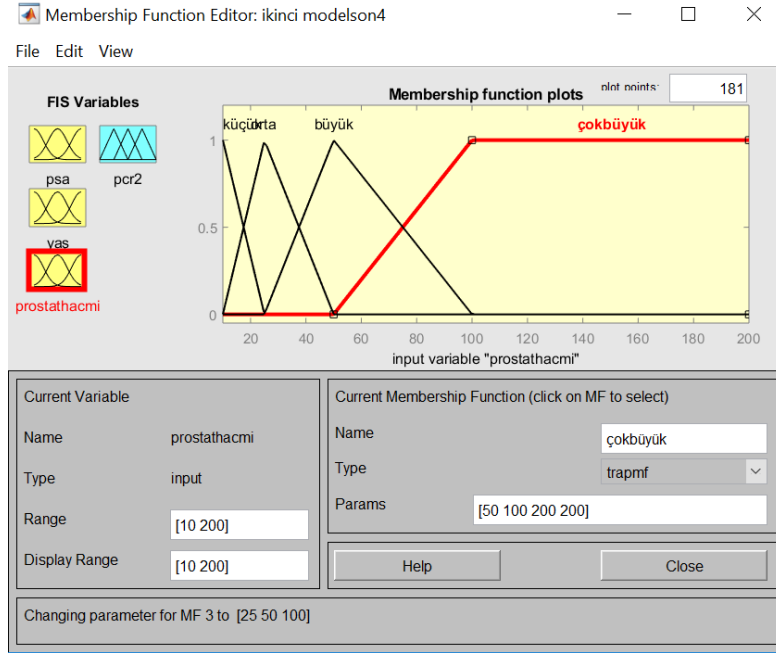 Membership Function Editor: ikinci modelson4
File Edit View
FIS Variables
psa
pcr2
yas
prostathacmi
Membership function plots
plot points:
181
küçük
orta
büyük
çokbüyük
1
0.5
0
20 40 60 80 100 120 140 160 180 200
input variable "prostathacmi"
Current Variable
Name prostathacmi
Type input
Range [10 200]
Display Range [10 200]
Current Membership Function (click on MF to select)
Name çokbüyük
Type trapmf
Params [50 100 200 200]
Help Close
Changing parameter for MF 3 to [25 50 100]